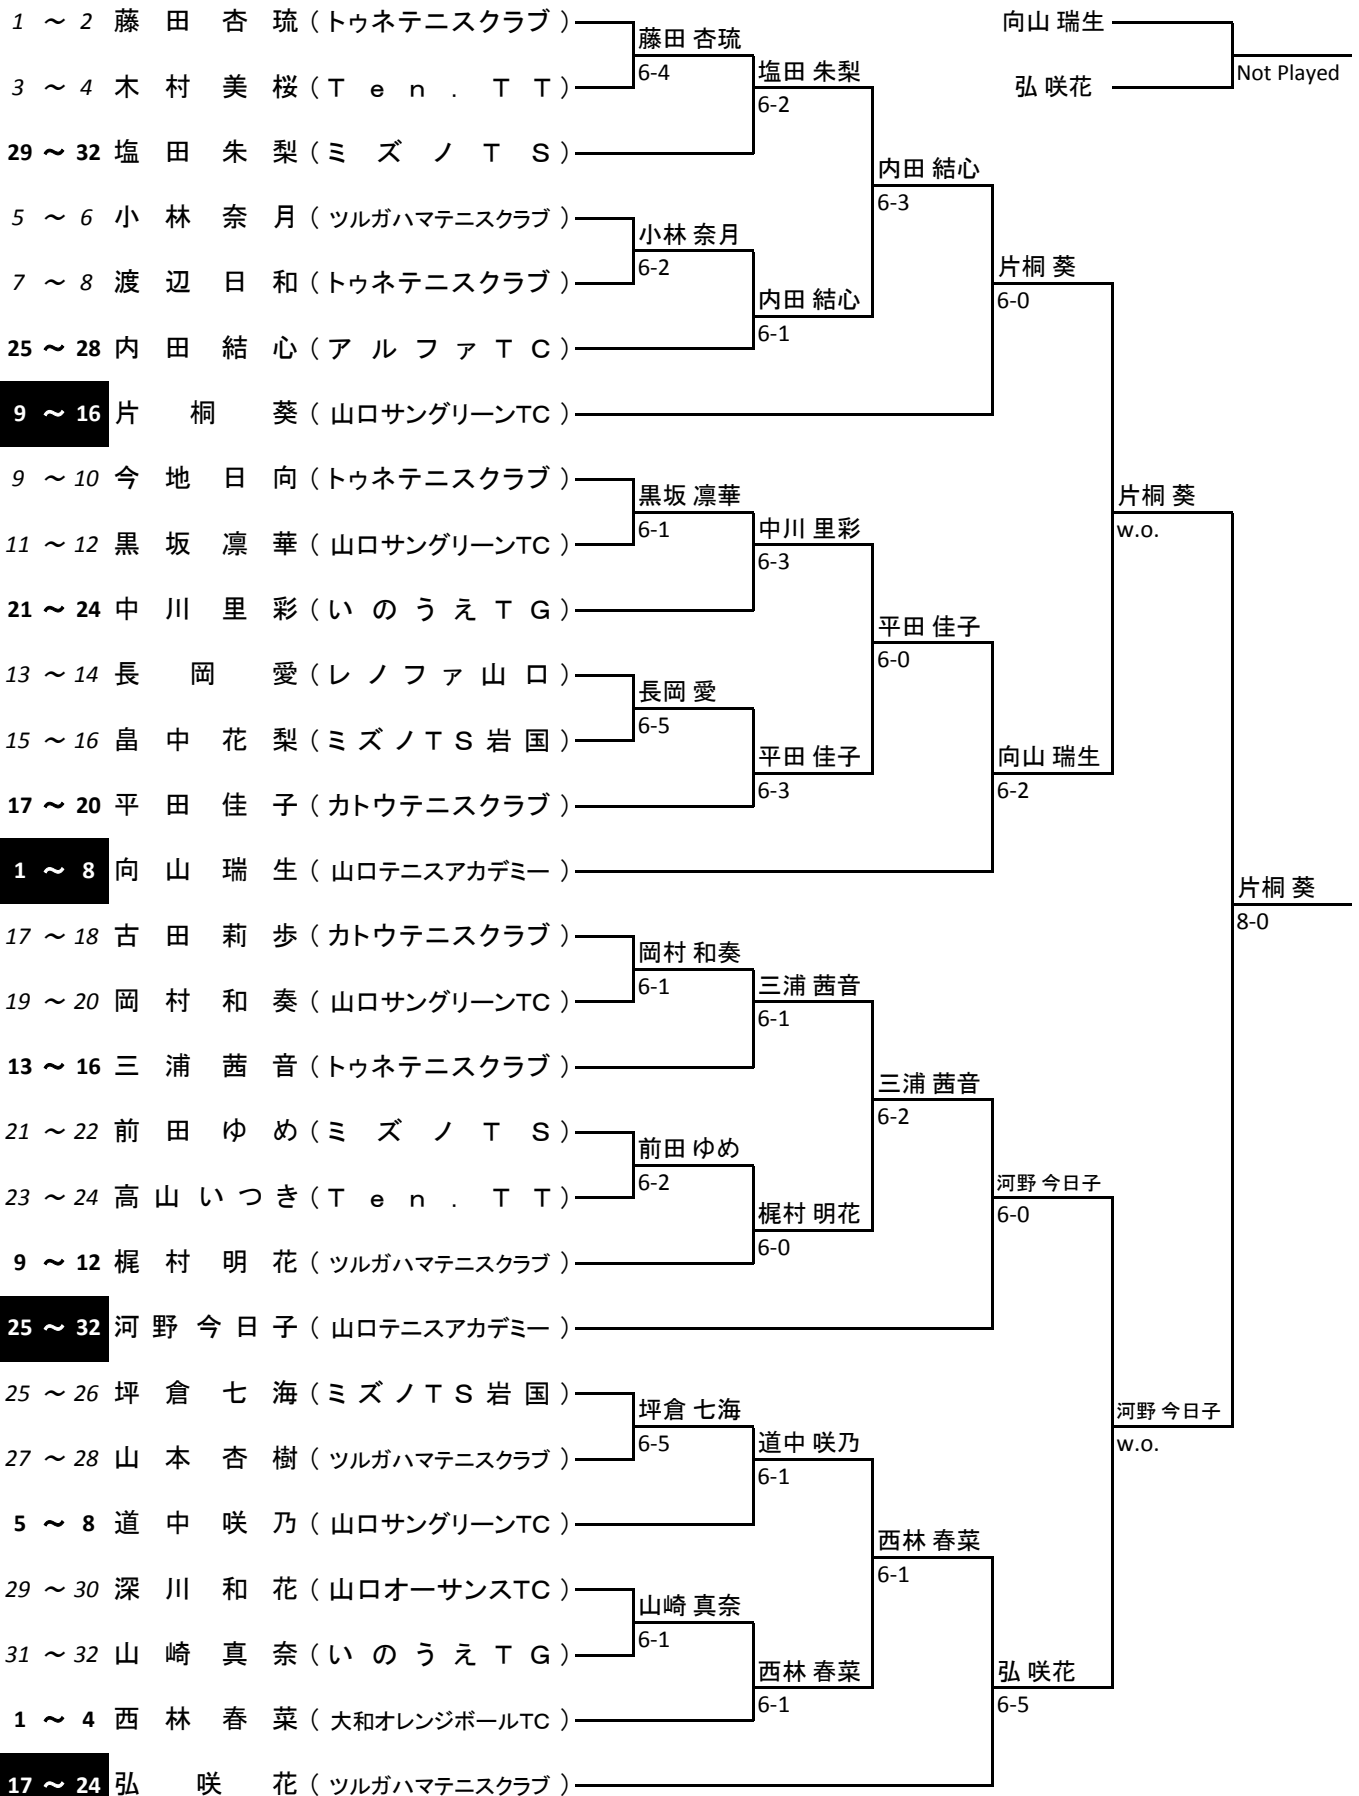 1 ～ 2 藤田杏琉(トゥネテニスクラブ)
向山 瑞生
藤田 杏琉
6-4
塩田 朱梨
Not Played
3 ～ 4 木村美桜(Ten.TT)
弘 咲花
6-2
29 ～ 32 塩田朱梨(ミズノTS)
内田 結心
6-3
5 ～ 6 小林奈月(ツルガハマテニスクラブ)
小林 奈月
6-2
片桐 葵
7 ～ 8 渡辺日和(トゥネテニスクラブ)
内田 結心
6-0
6-1
25 ～ 28 内田結心(アルファTC)
9 ～ 16 片桐葵(山口サングリーンTC)
9 ～ 10 今地日向(トゥネテニスクラブ)
黒坂 凛華
片桐 葵
6-1
中川 里彩
w.o.
11 ～ 12 黒坂凛華(山口サングリーンTC)
6-3
21 ～ 24 中川里彩(いのうえTG)
平田 佳子
6-0
13 ～ 14 長岡愛(レノファ山口)
長岡 愛
6-5
15 ～ 16 畠中花梨(ミズノTS岩国)
平田 佳子
向山 瑞生
6-3
6-2
17 ～ 20 平田佳子(カトウテニスクラブ)
1 ～ 8 向山瑞生(山口テニスアカデミー)
片桐 葵
8-0
17 ～ 18 古田莉歩(カトウテニスクラブ)
岡村 和奏
6-1
三浦 茜音
19 ～ 20 岡村和奏(山口サングリーンTC)
6-1
13 ～ 16 三浦茜音(トゥネテニスクラブ)
三浦 茜音
6-2
21 ～ 22 前田ゆめ(ミズノTS)
前田 ゆめ
6-2
河野 今日子
23 ～ 24 高山いつき(Ten.TT)
梶村 明花
6-0
6-0
9 ～ 12 梶村明花(ツルガハマテニスクラブ)
25 ～ 32 河野今日子(山口テニスアカデミー)
25 ～ 26 坪倉七海(ミズノTS岩国)
坪倉 七海
河野 今日子
6-5
道中 咲乃
w.o.
27 ～ 28 山本杏樹(ツルガハマテニスクラブ)
6-1
5 ～ 8 道中咲乃(山口サングリーンTC)
西林 春菜
6-1
29 ～ 30 深川和花(山口オーサンスTC)
山崎 真奈
6-1
31 ～ 32 山崎真奈(いのうえTG)
西林 春菜
弘 咲花
6-1
6-5
1 ～ 4 西林春菜(大和オレンジボールTC)
17 ～ 24 弘咲花(ツルガハマテニスクラブ)